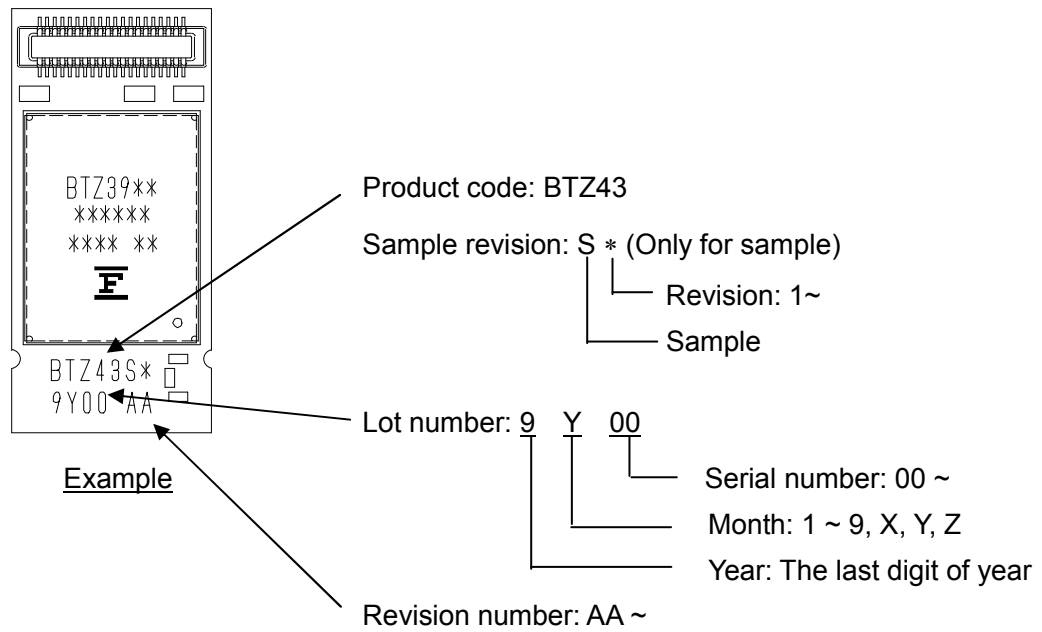 BTZ39**
******
**** **
F
BTZ43S*
9Y00 AA
Example
Product code: BTZ43
Sample revision: S * (Only for sample)
Revision: 1~
Sample
Lot number: 9 Y 00
Serial number: 00 ~
Month: 1 ~ 9, X, Y, Z
Year: The last digit of year
Revision number: AA ~